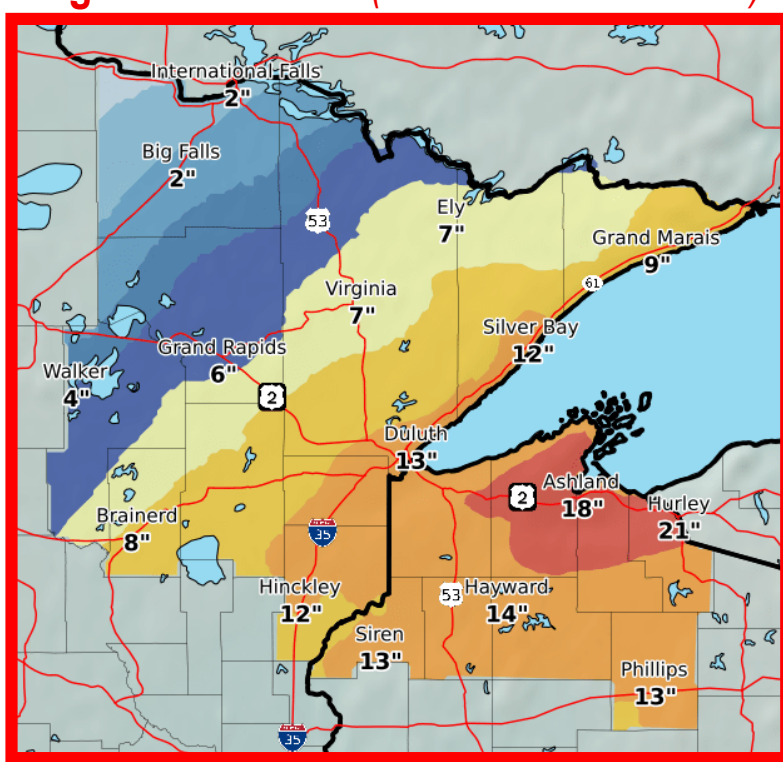 International Falls
2"
Big Falls
2"
53
Ely
7"
Grand Marais
9"
61
Virginia
7"
Silver Bay
12"
Grand Rapids
6"
Walker
4"
2
Duluth
13"
2
Ashland
18"
Hurley
21"
Brainerd
8"
35
Hinckley
12"
53
Hayward
14"
Siren
13"
Phillips
13"
35